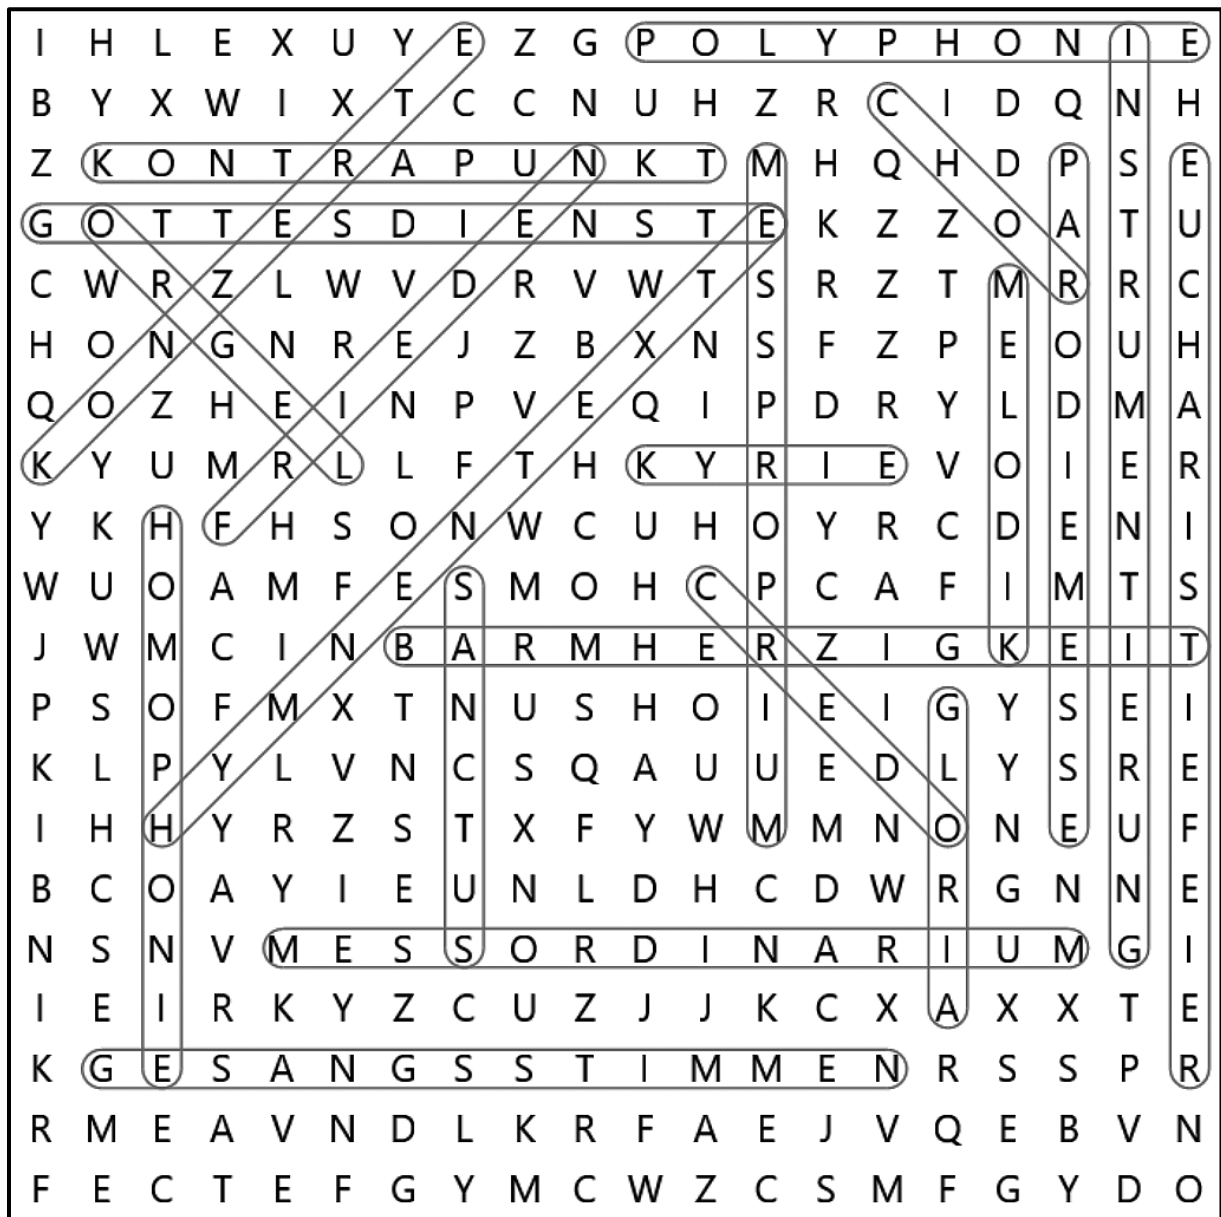 I H L E X U Y E Z G P O L Y P H O N I E
B Y X W I X T C C N U H Z R C I D Q N H
Z K O N T R A P U N K T M H Q H D P S E
G O T T E S D I E N S T E K Z Z O A T U
C W R Z L W V D R V W T S R Z T M R R C
H O N G N R E J Z B X N S F Z P E O U H
Q O Z H E I N P V E Q I P D R Y L D M A
K Y U M R L L F T H K Y R I E V O I E R
Y K H F H S O N W C U H O Y R C D E N I
W U O A M F E S M O H C P C A F I M T S
J W M C I N B A R M H E R Z I G K E I T
P S O F M X T N U S H O I E I G Y S E I
K L P Y L V N C S Q A U U E D L Y S R E
I H H Y R Z S T X F Y W M M N O N E U F
B C O A Y I E U N L D H C D W R G N N E
N S N V M E S S O R D I N A R I U M G I
I E I R K Y Z C U Z J J K C X A X X T E
K G E S A N G S S T I M M E N R S S P R
R M E A V N D L K R F A E J V Q E B V N
F E C T E F G Y M C W Z C S M F G Y D O